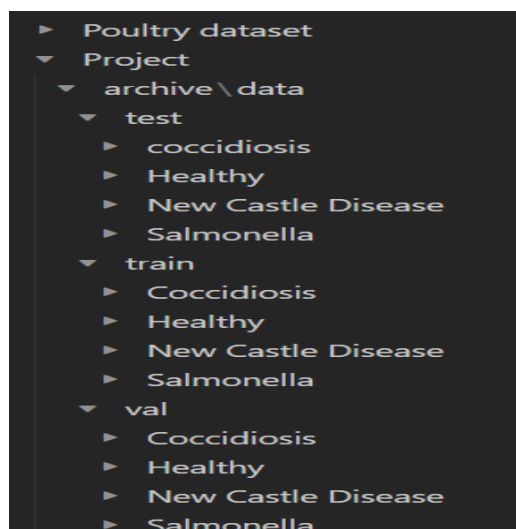 Poultry dataset
Project
archive\data
test
coccidiosis
Healthy
New Castle Disease
Salmonella
train
Coccidiosis
Healthy
New Castle Disease
Salmonella
val
Coccidiosis
Healthy
New Castle Disease
Salmonella